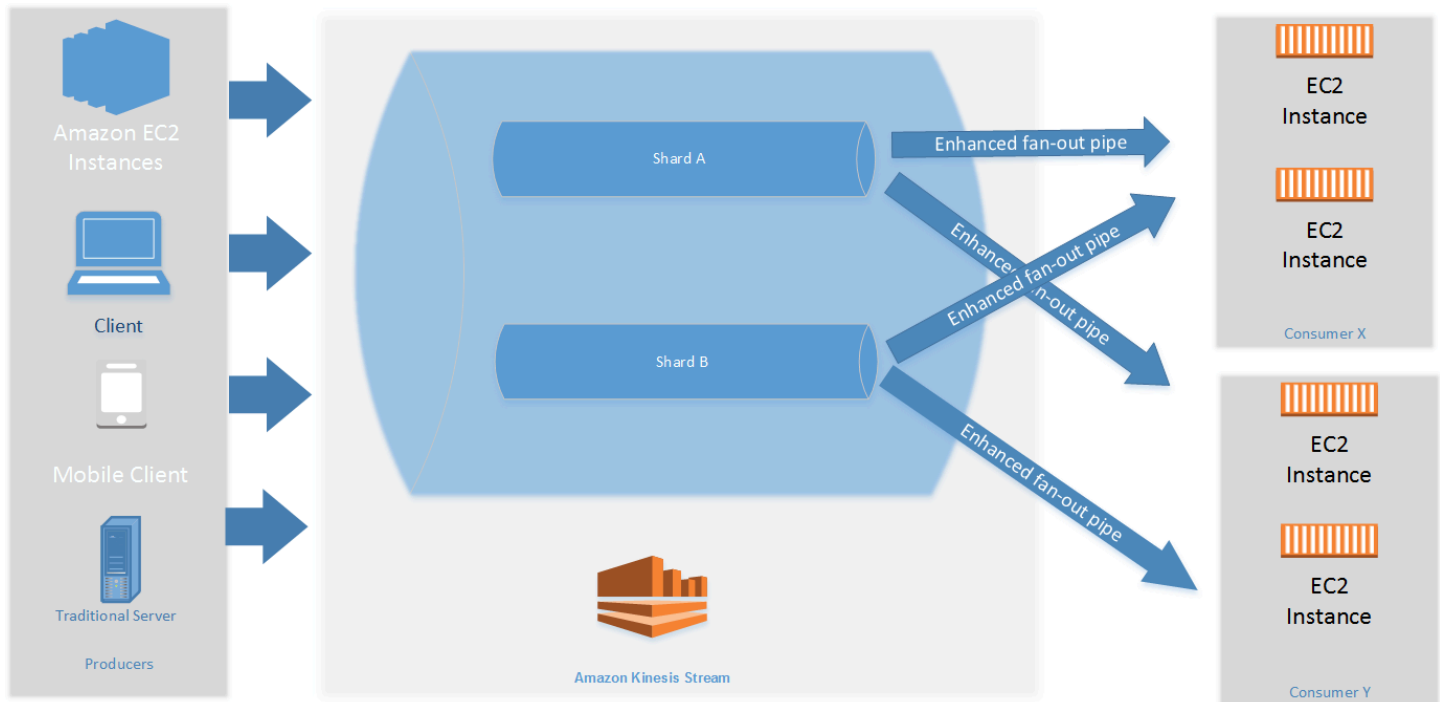 Amazon EC2
Instances
Client
Mobile Client
Traditional Server
Producers
Shard A
Shard B
Enhanced fan-out pipe
Enhanced fan-out pipe
Enhanced fan-out pipe
Enhanced fan-out pipe
Amazon Kinesis Stream
EC2
Instance
EC2
Instance
Consumer X
EC2
Instance
EC2
Instance
Consumer Y